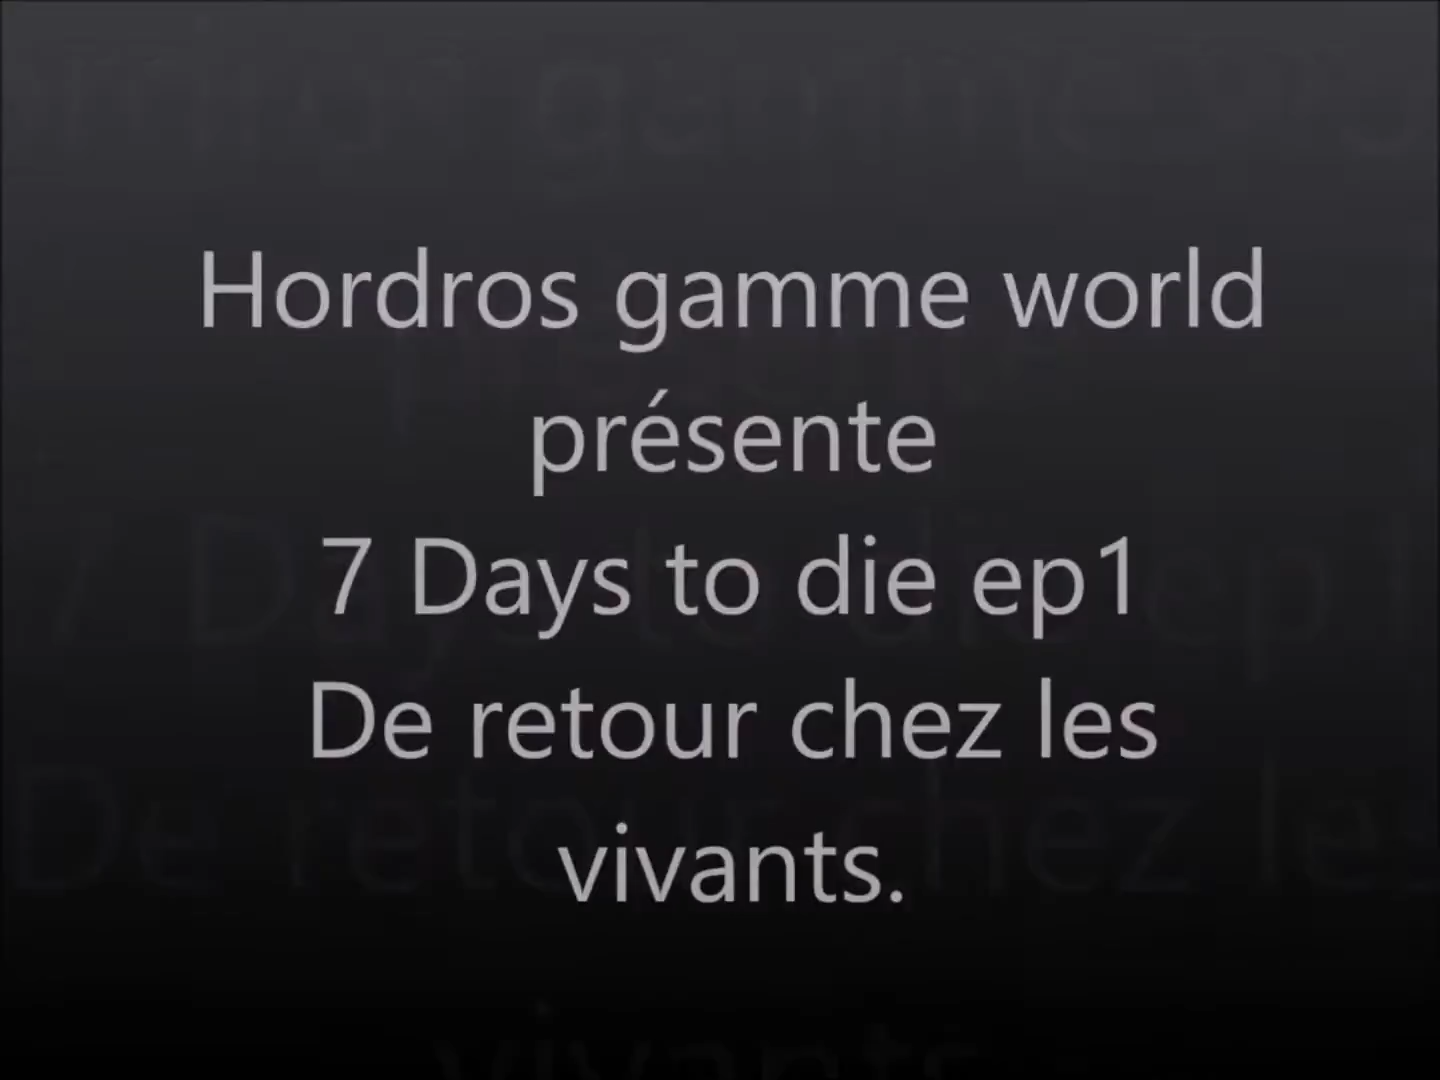 Hordros gamme world
présente
7 Days to die ep1
De retour chez les
vivants.